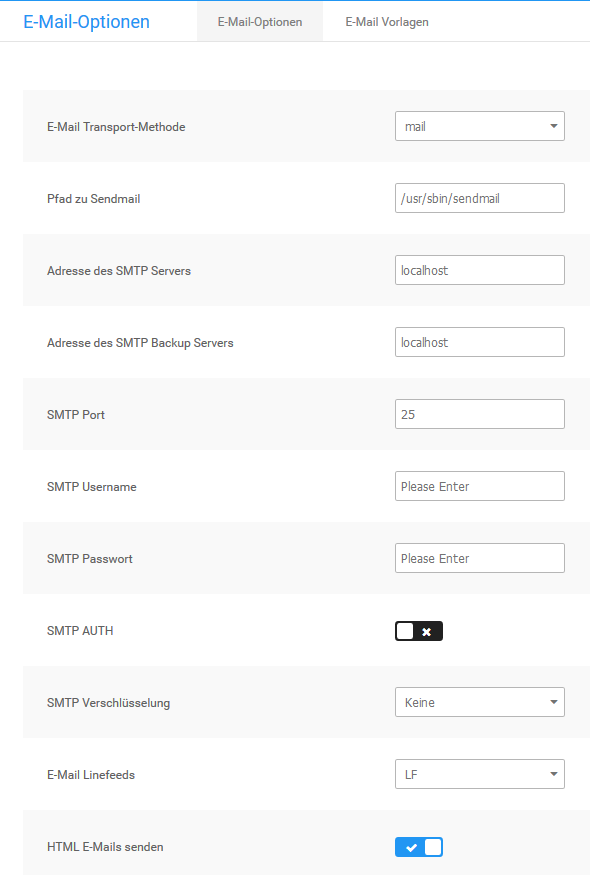 E-Mail-Optionen E-Mail-Optionen E-Mail Vorlagen
E-Mail Transport-Methode mail
Pfad zu Sendmail /usr/sbin/sendmail
Adresse des SMTP Servers localhost
Adresse des SMTP Backup Servers localhost
SMTP Port 25
SMTP Username Please Enter
SMTP Passwort Please Enter
SMTP AUTH
SMTP Verschlüsselung Keine
E-Mail Linefeeds LF
HTML E-Mails senden